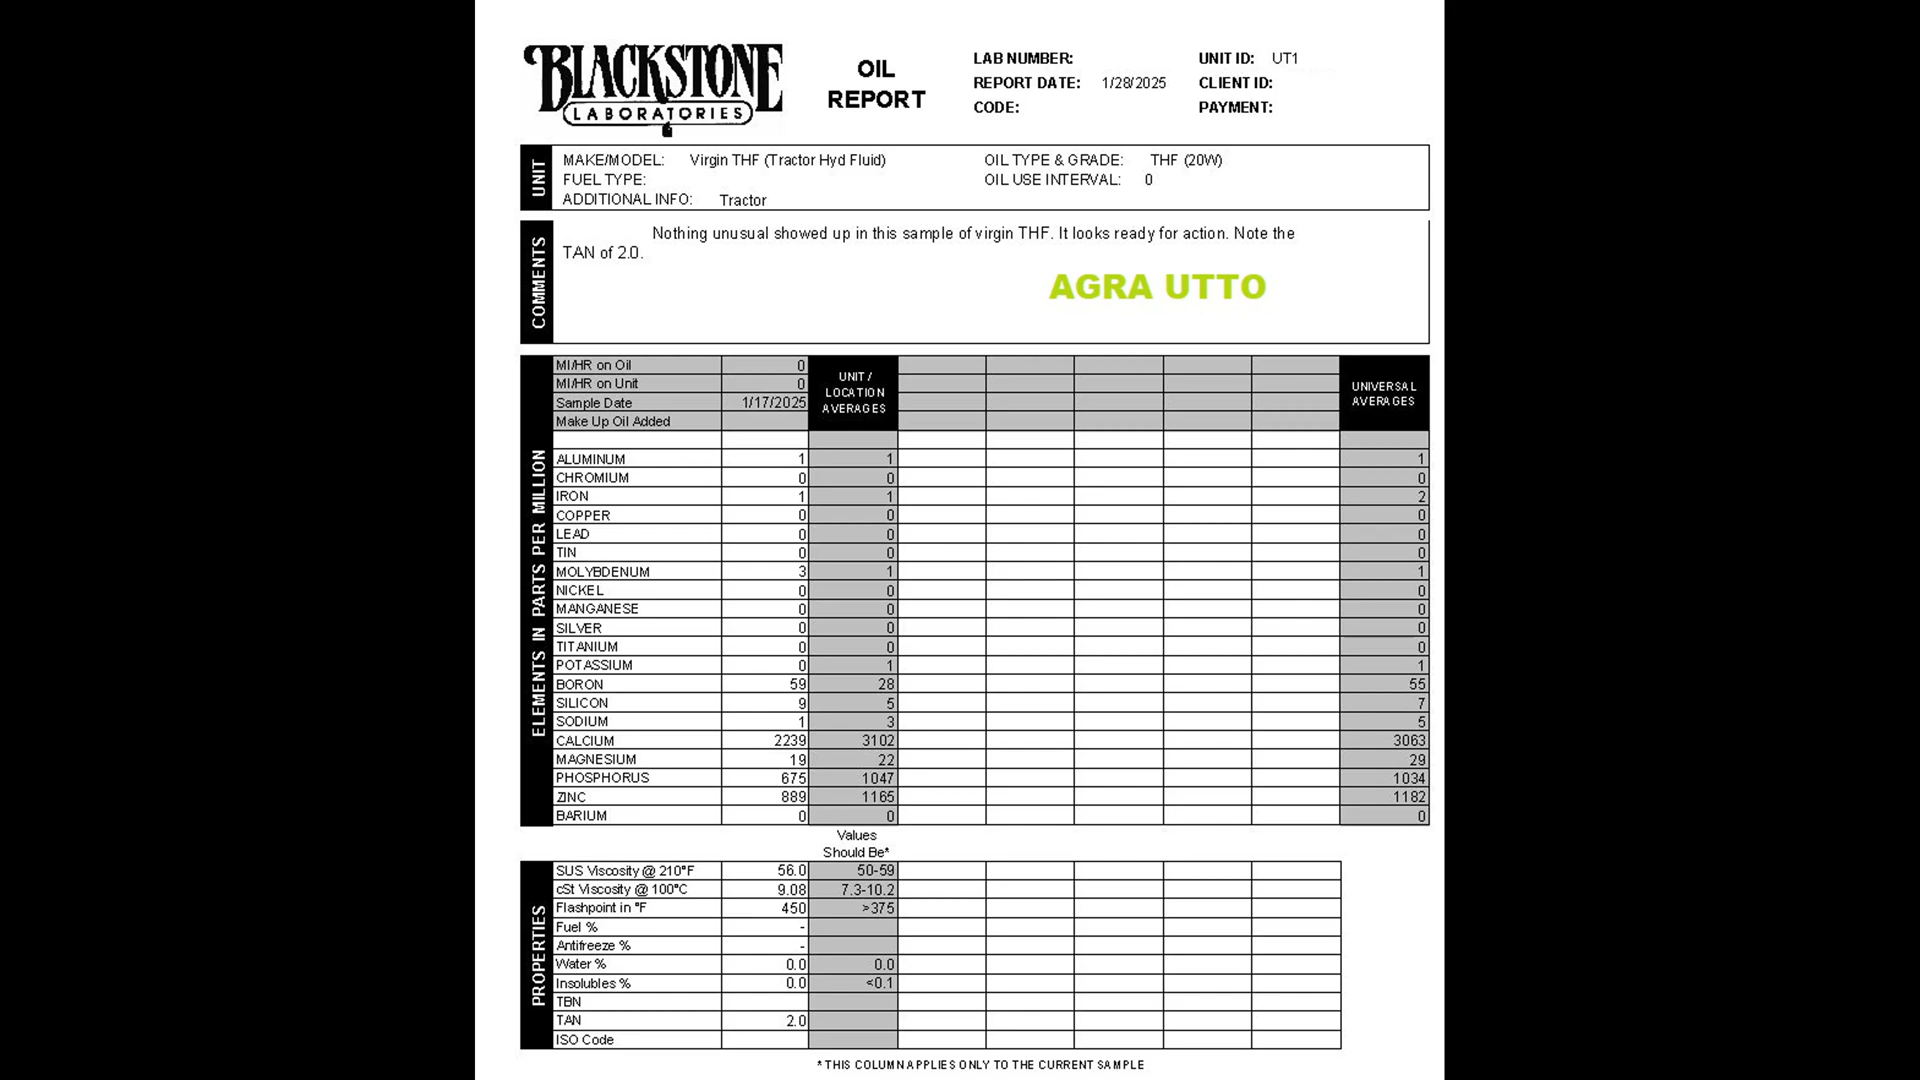 BLACKSTONE
LABORATORIES
OIL
REPORT
LAB NUMBER:
REPORT DATE: 1/28/2025
CODE:
UNIT ID: UT1
CLIENT ID:
PAYMENT:
UNIT
MAKE/MODEL: Virgin THF (Tractor Hyd Fluid)
FUEL TYPE:
ADDITIONAL INFO: Tractor
OIL TYPE & GRADE: THF (20W)
OIL USE INTERVAL: 0
COMMENTS
Nothing unusual showed up in this sample of virgin THF. It looks ready for action. Note the
TAN of 2.0.
AGRA UTTO
ELEMENTS IN PARTS PER MILLION
MI/HR on Oil 0
MI/HR on Unit 0
Sample Date 1/17/2025
Make Up Oil Added
UNIT /
LOCATION
AVERAGES
UNIVERSAL
AVERAGES
ALUMINUM 1 1 1
CHROMIUM 0 0 0
IRON 1 1 2
COPPER 0 0 0
LEAD 0 0 0
TIN 0 0 0
MOLYBDENUM 3 1 1
NICKEL 0 0 0
MANGANESE 0 0 0
SILVER 0 0 0
TITANIUM 0 0 0
POTASSIUM 0 1 1
BORON 59 28 55
SILICON 9 5 7
SODIUM 1 3 5
CALCIUM 2239 3102 3063
MAGNESIUM 19 22 29
PHOSPHORUS 675 1047 1034
ZINC 889 1165 1182
BARIUM 0 0 0
Values
Should Be*
PROPERTIES
SUS Viscosity @ 210°F 56.0 50-59
cSt Viscosity @ 100°C 9.08 7.3-10.2
Flashpoint in °F 450 >375
Fuel % -
Antifreeze % -
Water % 0.0 0.0
Insolubles % 0.0 <0.1
TBN
TAN 2.0
ISO Code
* THIS COLUMN APPLIES ONLY TO THE CURRENT SAMPLE